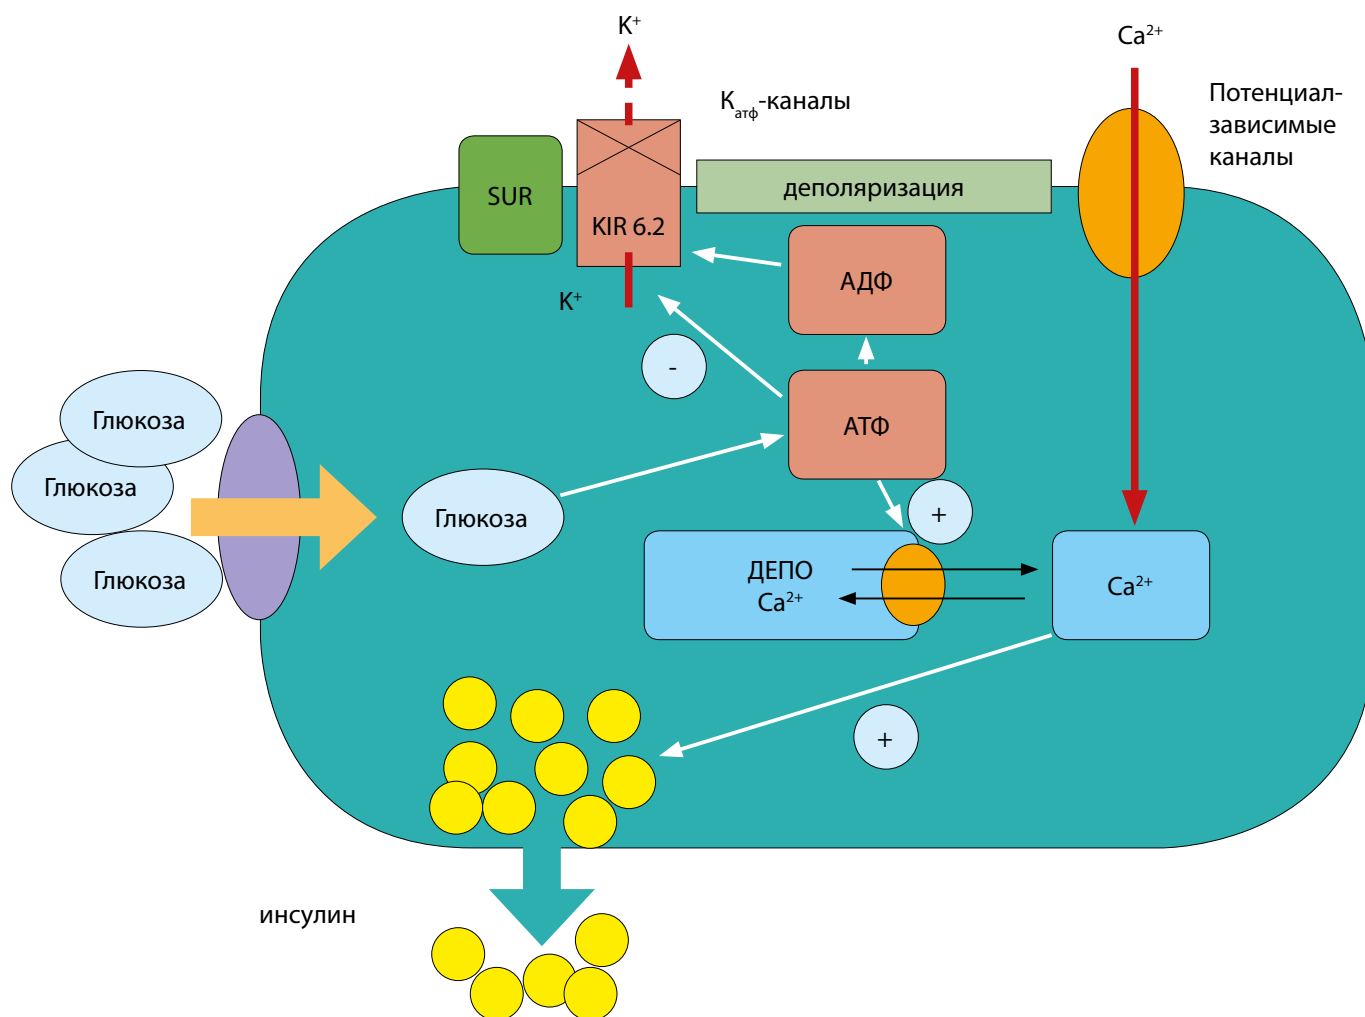 K⁺
Ca²⁺
Kатф-каналы
Потенциал-
зависимые
каналы
SUR
KIR 6.2
деполяризация
K⁺
АДФ
-
АТФ
Глюкоза
Глюкоза
Глюкоза
Глюкоза
+
ДЕПО
Ca²⁺
Ca²⁺
+
инсулин